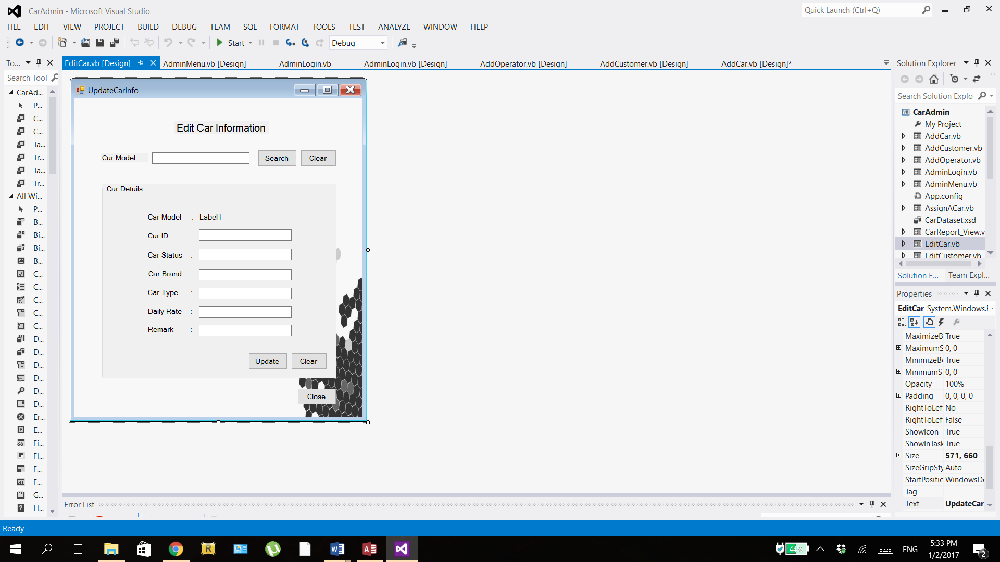 CarAdmin - Microsoft Visual Studio
Quick Launch (Ctrl+Q)
FILE EDIT VIEW PROJECT BUILD DEBUG TEAM SQL FORMAT TOOLS TEST ANALYZE WINDOW HELP
Start Debug
To...
EditCar.vb [Design] AdminMenu.vb [Design] AdminLogin.vb AdminLogin.vb [Design] AddOperator.vb [Design] AddCustomer.vb [Design] AddCar.vb [Design]*
Search Tool
CarAd...
P...
C...
C...
Ta...
Tr...
Ta...
Tr...
All Wi...
P...
B...
Bi...
Bi...
B...
C...
C...
C...
C...
C...
D...
D...
D...
D...
D...
D...
Er...
E...
Fi...
Fl...
F...
F...
G...
H...
UpdateCarInfo
Edit Car Information
Car Model : Search Clear
Car Details
Car Model : Label1
Car ID :
Car Status :
Car Brand :
Car Type :
Daily Rate :
Remark :
Update Clear
Close
Error List
Solution Explorer
Search Solution Explo
VB CarAdmin
My Project
AddCar.vb
AddCustomer.vb
AddOperator.vb
AdminLogin.vb
AdminMenu.vb
App.config
AssignACar.vb
CarDataset.xsd
CarReport_View.v
EditCar.vb
EditCustomer.vb
Solution E... Team Expl...
Properties
EditCar System.Windows.F
MaximizeB True
MaximumS 0, 0
MinimizeBo True
MinimumS 0, 0
Opacity 100%
Padding 0, 0, 0, 0
RightToLef No
RightToLef False
ShowIcon True
ShowInTask True
Size 571, 660
SizeGripSty Auto
StartPositic WindowsDe
Tag
Text UpdateCar
Ready
44% ENG
5:33 PM
1/2/2017
2